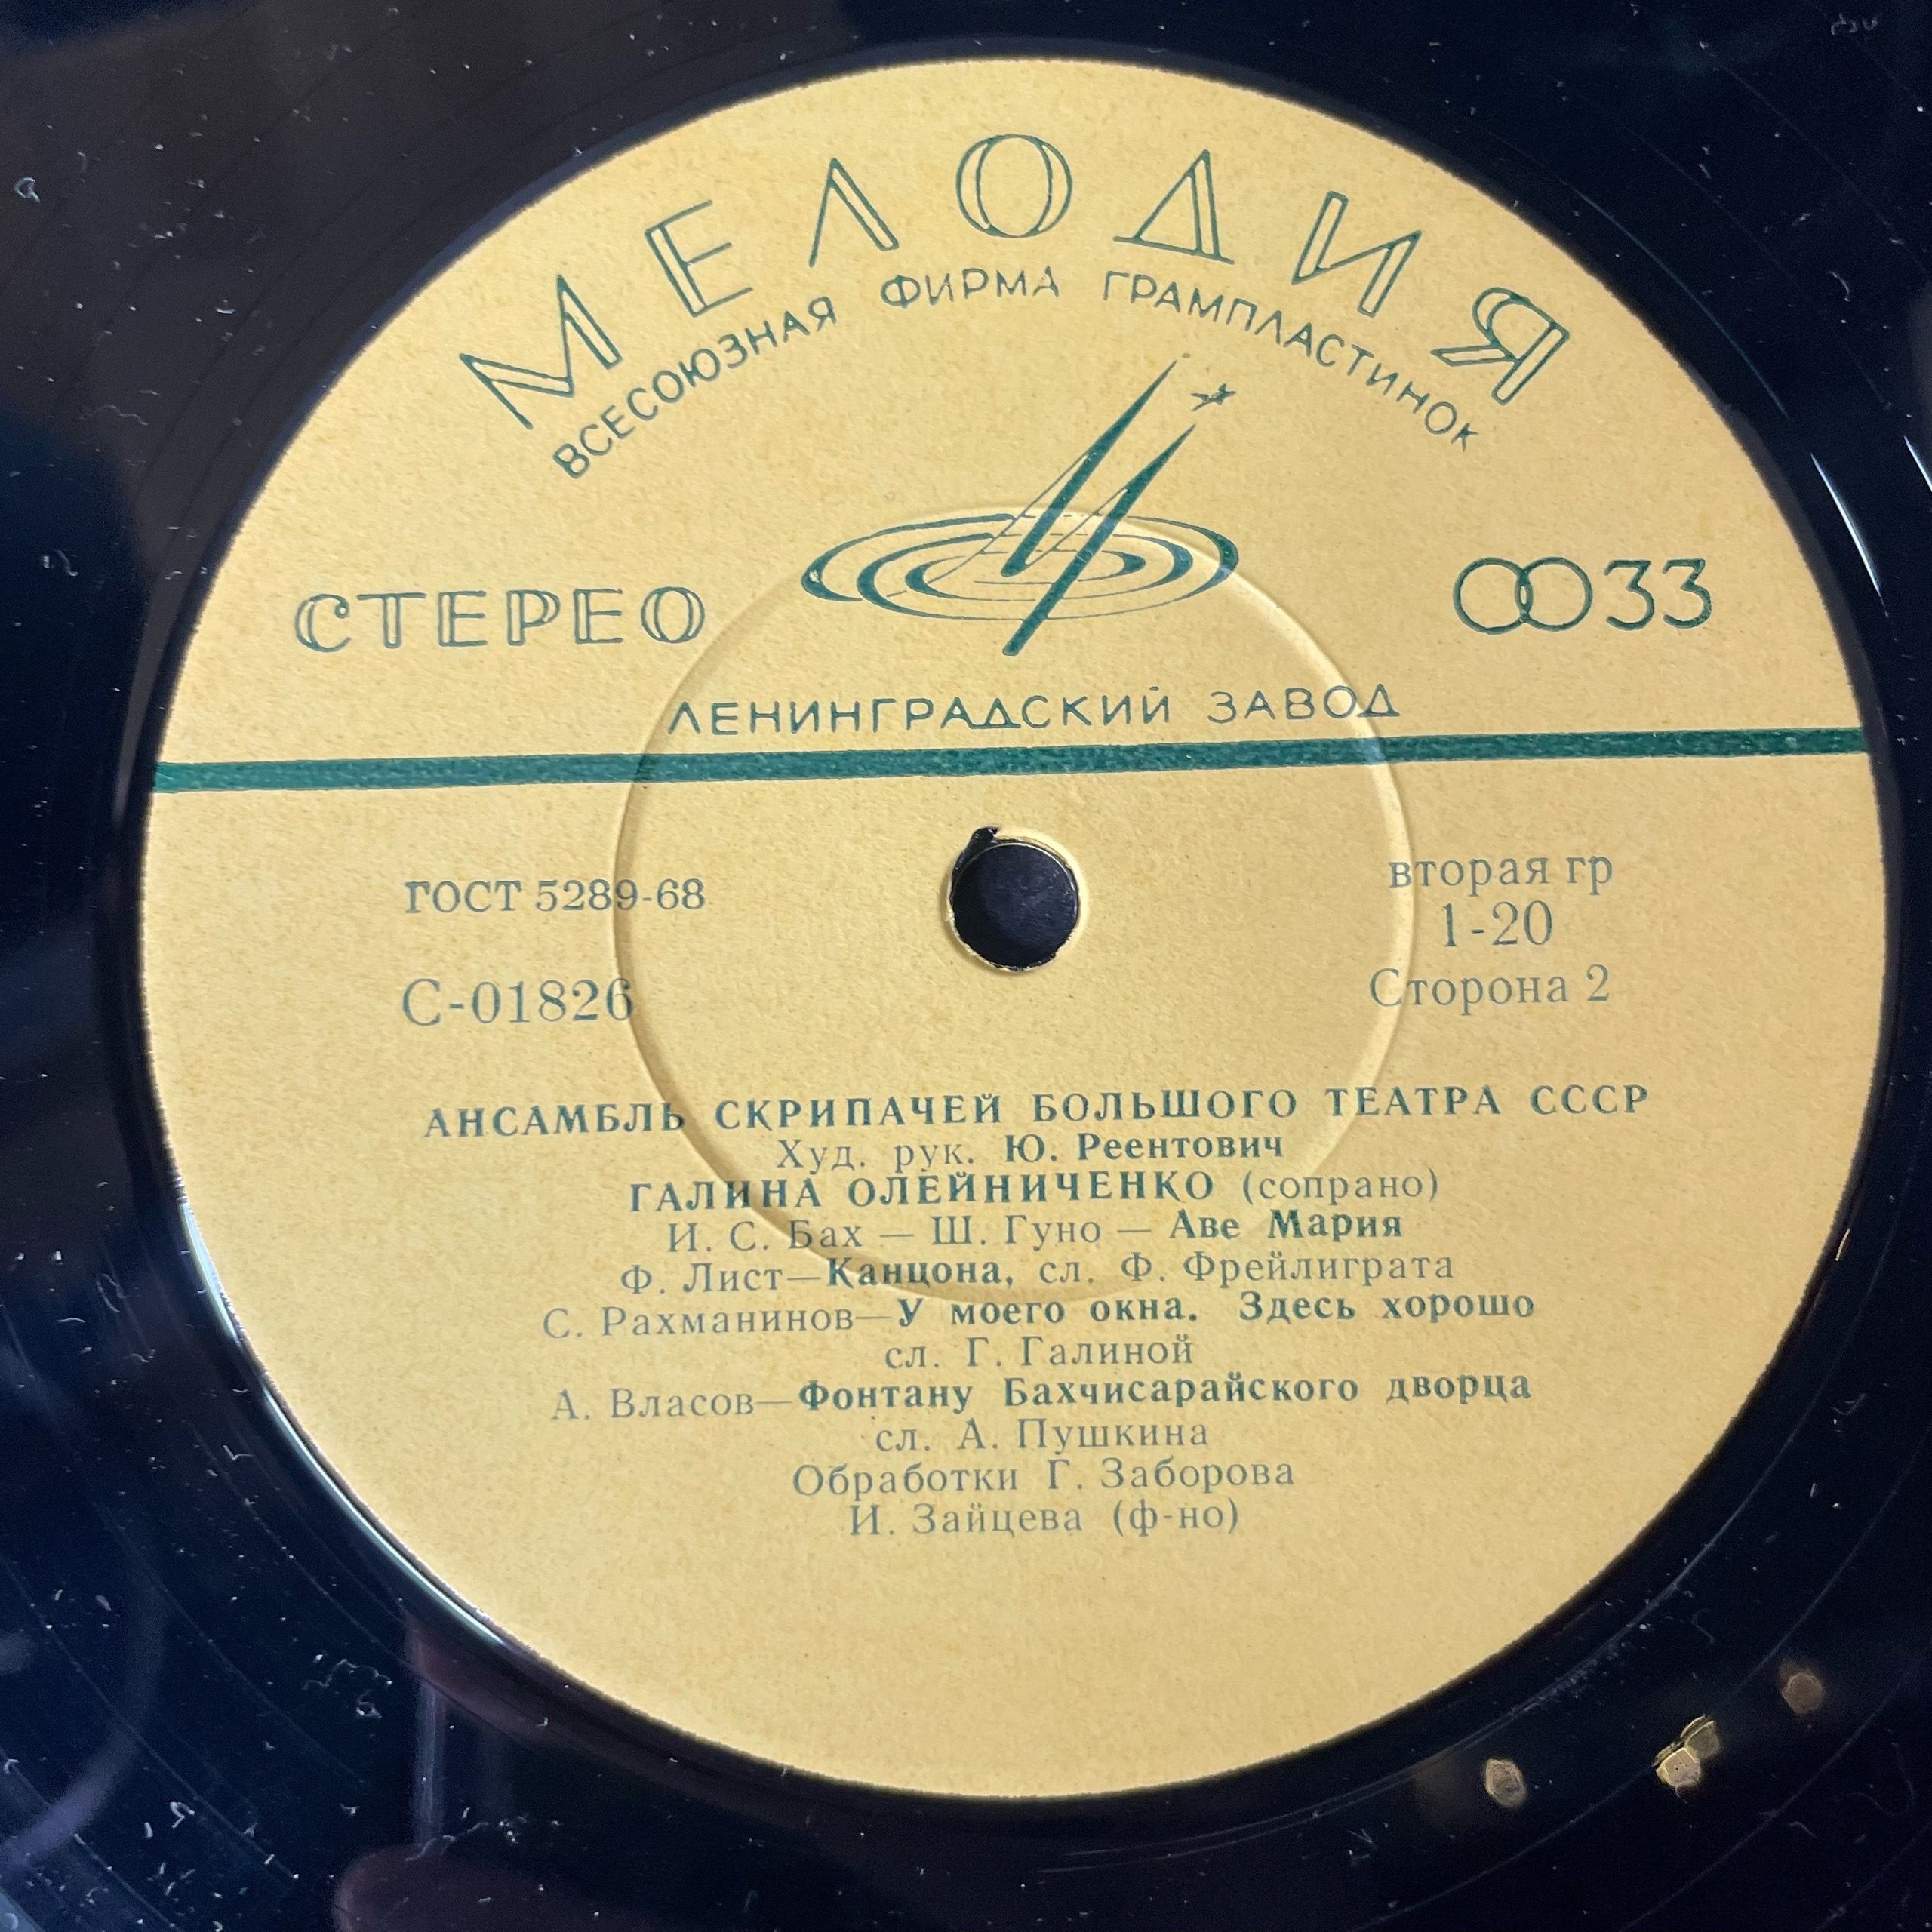 МЕЛОДИЯ
ВСЕСОЮЗНАЯ ФИРМА ГРАМПЛАСТИНОК
СТЕРЕО
33
ЛЕНИНГРАДСКИЙ ЗАВОД
ГОСТ 5289-68
вторая гр
1-20
С-01826
Сторона 2
АНСАМБЛЬ СКРИПАЧЕЙ БОЛЬШОГО ТЕАТРА СССР
Худ. рук. Ю. Реентович
ГАЛИНА ОЛЕЙНИЧЕНКО (сопрано)
И. С. Бах — Ш. Гуно — Аве Мария
Ф. Лист—Канцона, сл. Ф. Фрейлиграта
С. Рахманинов—У моего окна. Здесь хорошо
сл. Г. Галиной
А. Власов—Фонтану Бахчисарайского дворца
сл. А. Пушкина
Обработки Г. Заборова
И. Зайцева (ф-но)